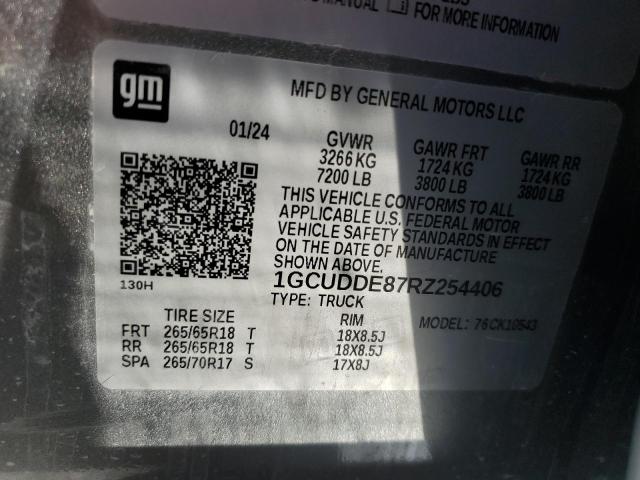 MANUAL FOR MORE INFORMATION
gm
MFD BY GENERAL MOTORS LLC
01/24 GVWR GAWR FRT GAWR RR
3266 KG 1724 KG 1724 KG
7200 LB 3800 LB 3800 LB
THIS VEHICLE CONFORMS TO ALL
APPLICABLE U.S. FEDERAL MOTOR
VEHICLE SAFETY STANDARDS IN EFFECT
ON THE DATE OF MANUFACTURE
SHOWN ABOVE.
130H
1GCUDDE87RZ254406
TYPE: TRUCK
MODEL: 76 CK10543
TIRE SIZE RIM
FRT 265/65R18 T 18X8.5J
RR 265/65R18 T 18X8.5J
SPA 265/70R17 S 17X8J